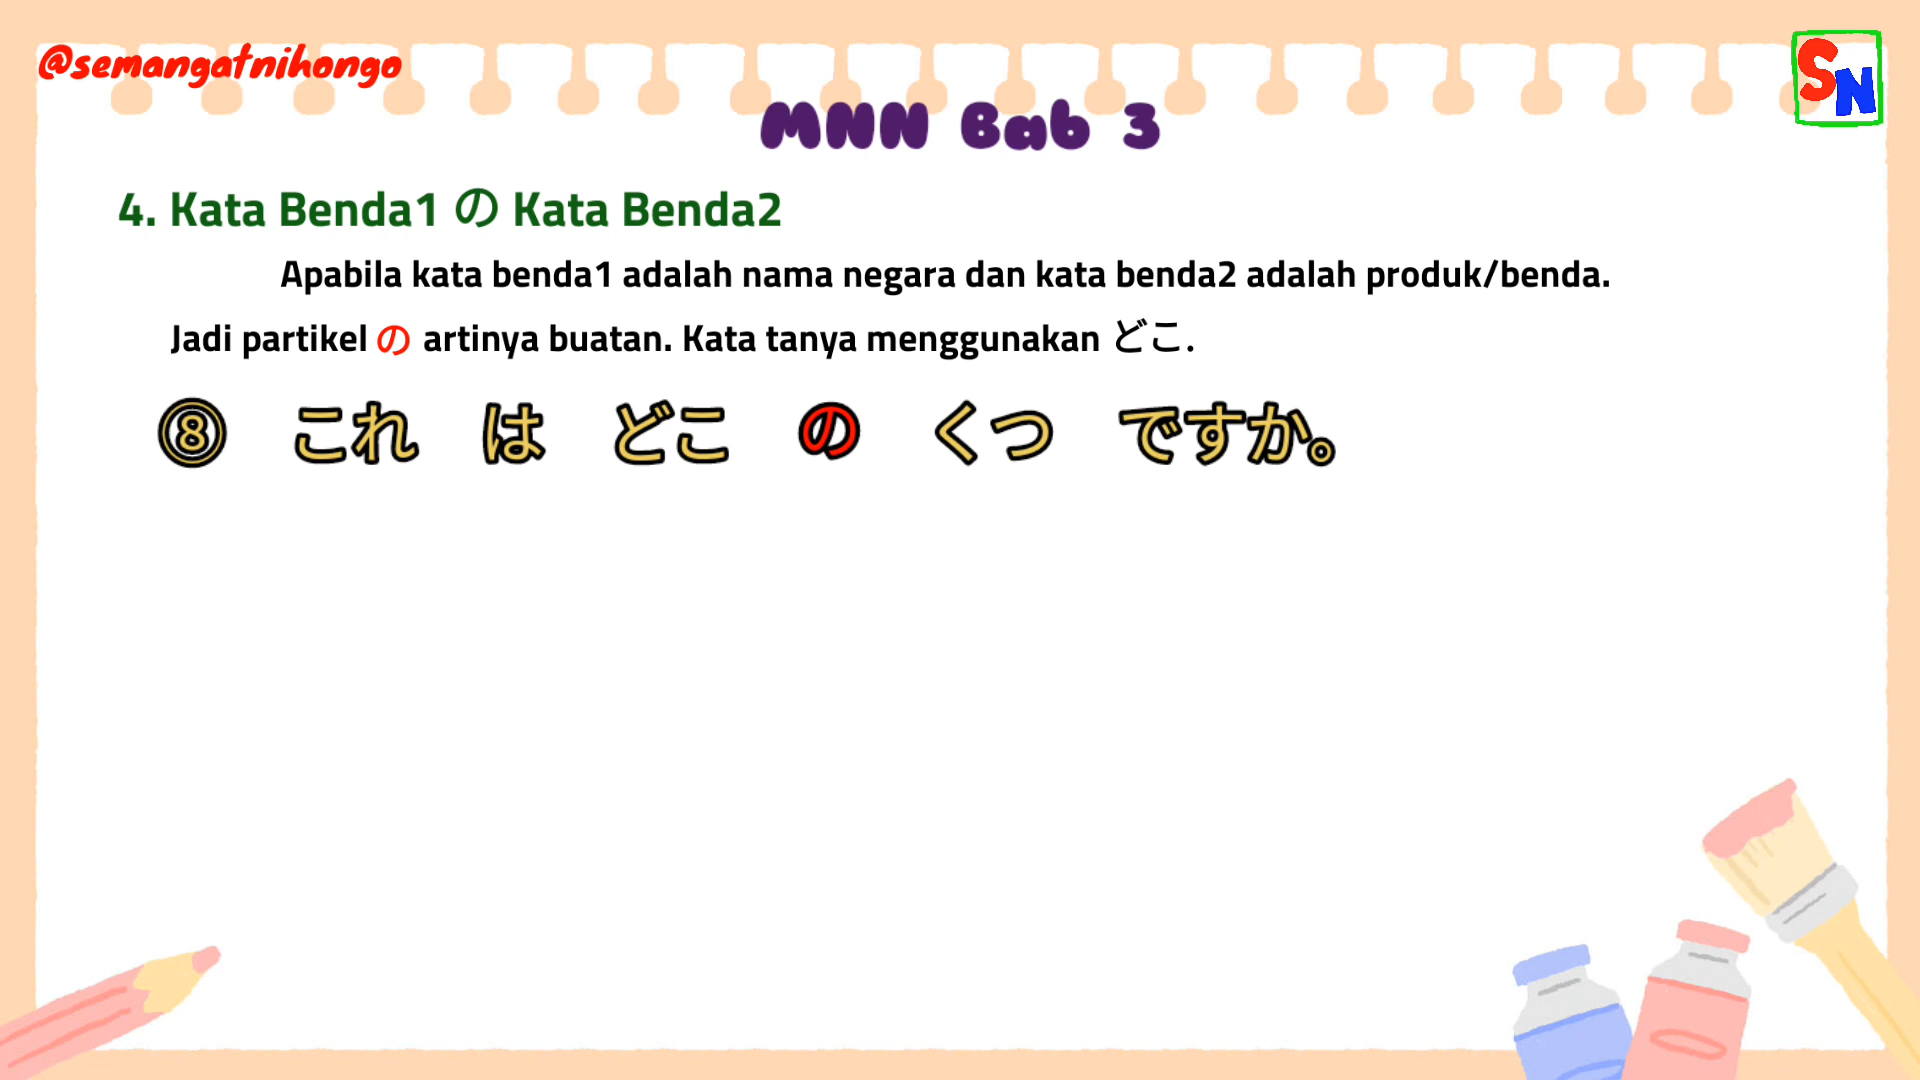 @semangatnihongo
SN
MNN Bab 3
4. Kata Benda1 の Kata Benda2
Apabila kata benda1 adalah nama negara dan kata benda2 adalah produk/benda.
Jadi partikel の artinya buatan. Kata tanya menggunakan どこ.
⑧ これ は どこ の くつ ですか。